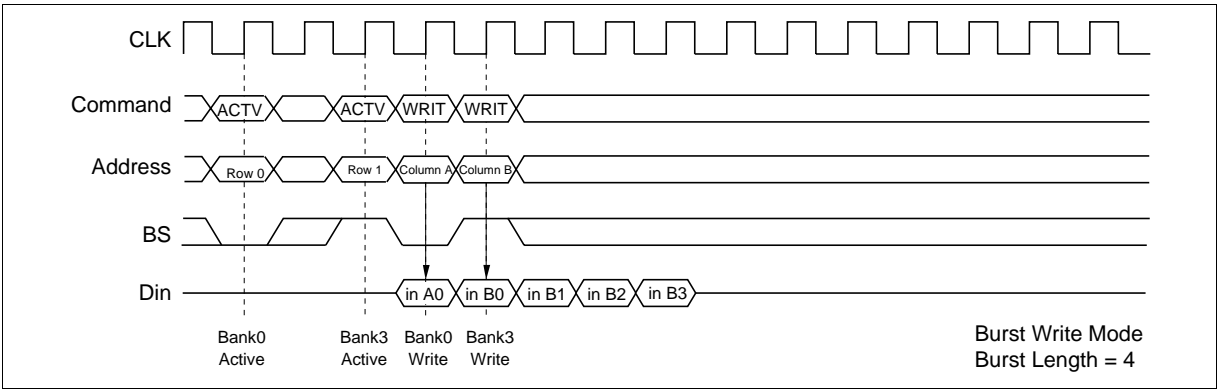 CLK
Command ACTV ACTV WRIT WRIT
Address Row 0 Row 1 Column A Column B
BS
Din in A0 in B0 in B1 in B2 in B3
Bank0 Bank3 Bank0 Bank3
Active Active Write Write
Burst Write Mode
Burst Length = 4